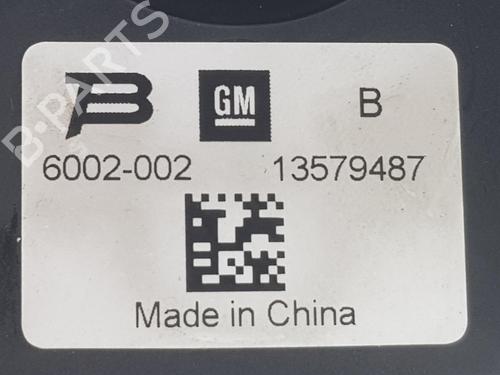 B GM B
6002-002 13579487
Made in China
B-PARTS